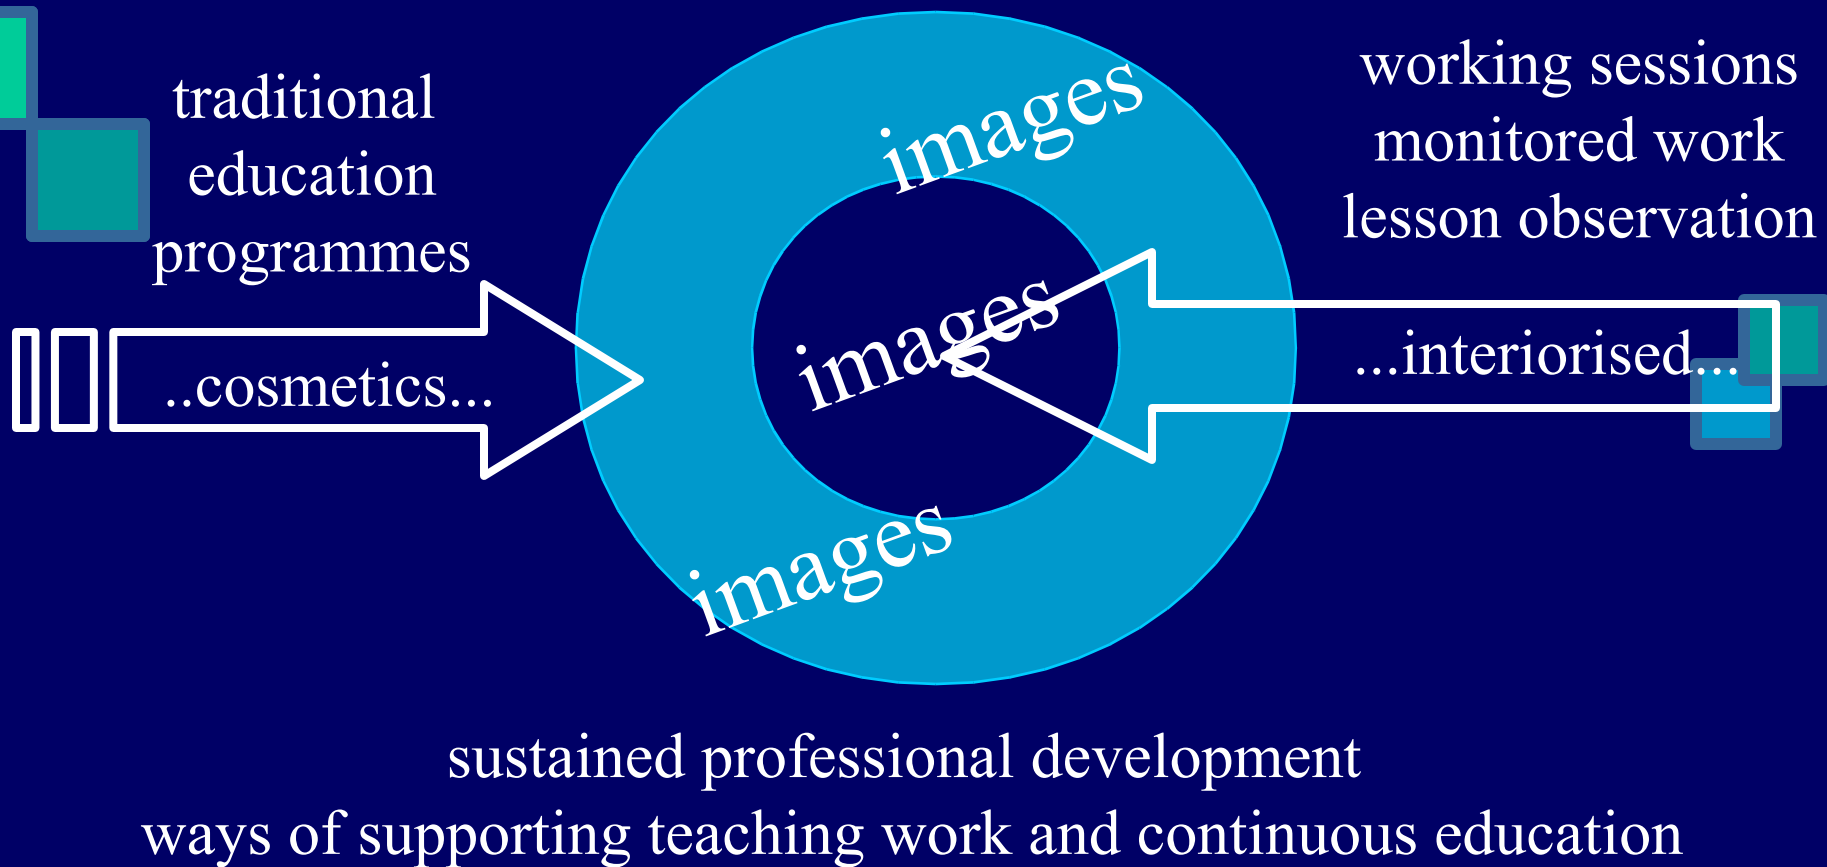 traditional
education
programmes
..cosmetics...
images
images
images
working sessions
monitored work
lesson observation
...interiorised...
sustained professional development
ways of supporting teaching work and continuous education